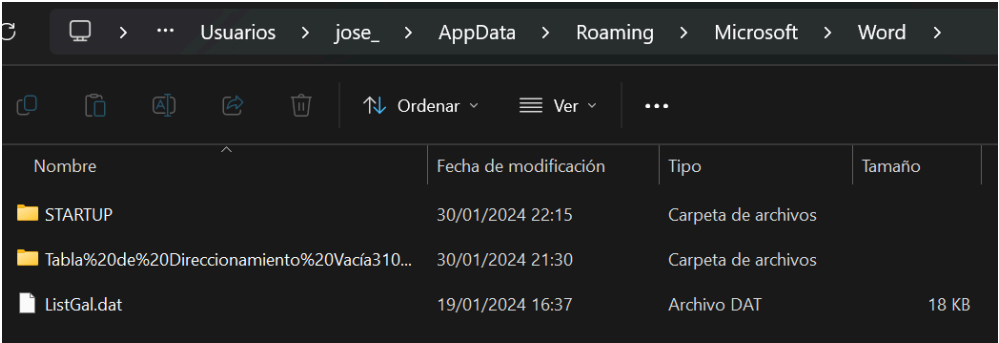 > ... Usuarios > jose_ > AppData > Roaming > Microsoft > Word >
Ordenar Ver ...
Nombre Fecha de modificación Tipo Tamaño
STARTUP 30/01/2024 22:15 Carpeta de archivos
Tabla%20de%20Direccionamiento%20Vacía310... 30/01/2024 21:30 Carpeta de archivos
ListGal.dat 19/01/2024 16:37 Archivo DAT 18 KB